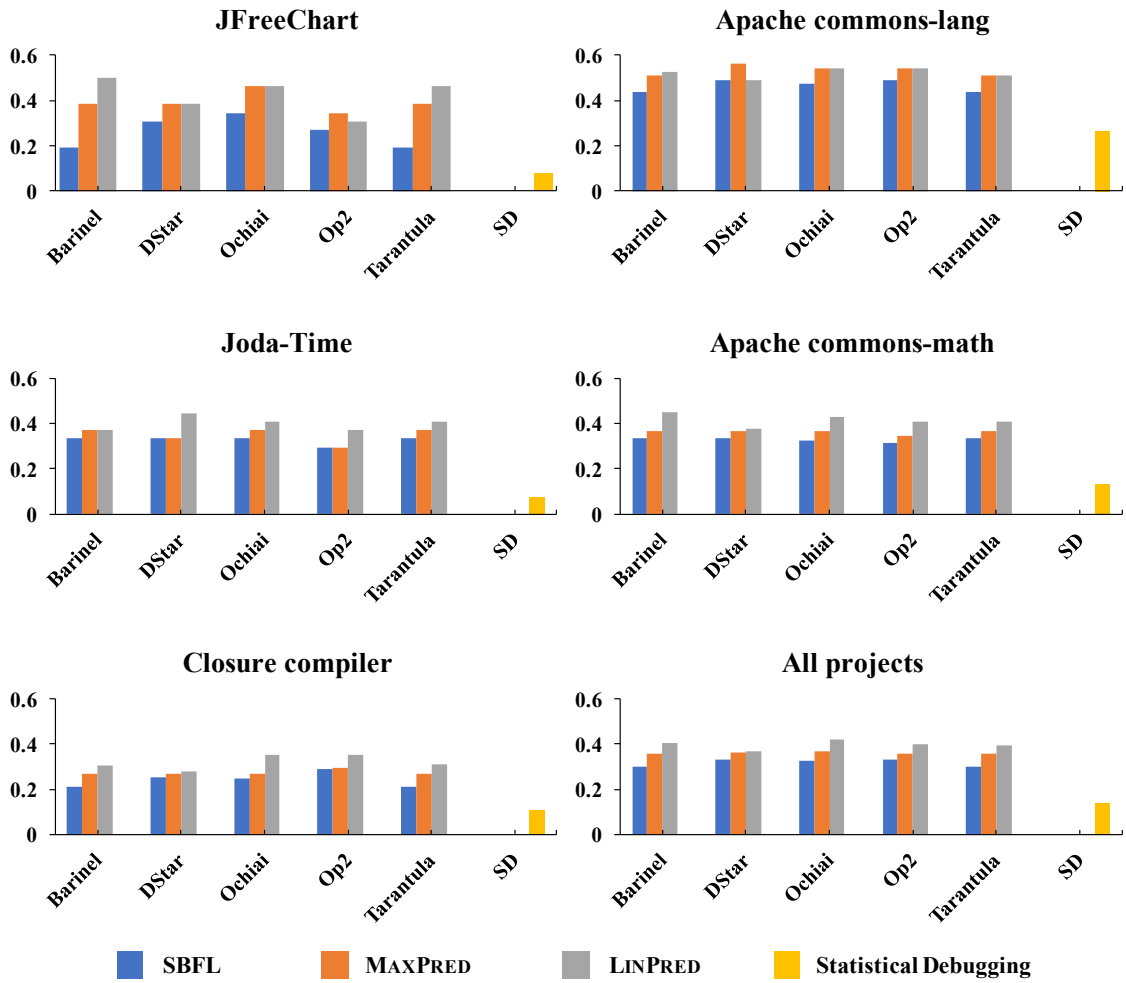 JFreeChart
0.6
0.4
0.2
0
Barinel
DStar
Ochiai
Op2
Tarantula
SD
Apache commons-lang
0.6
0.4
0.2
0
Barinel
DStar
Ochiai
Op2
Tarantula
SD
Joda-Time
0.6
0.4
0.2
0
Barinel
DStar
Ochiai
Op2
Tarantula
SD
Apache commons-math
0.6
0.4
0.2
0
Barinel
DStar
Ochiai
Op2
Tarantula
SD
Closure compiler
0.6
0.4
0.2
0
Barinel
DStar
Ochiai
Op2
Tarantula
SD
All projects
0.6
0.4
0.2
0
Barinel
DStar
Ochiai
Op2
Tarantula
SD
SBFL MAXPRED LINPRED Statistical Debugging